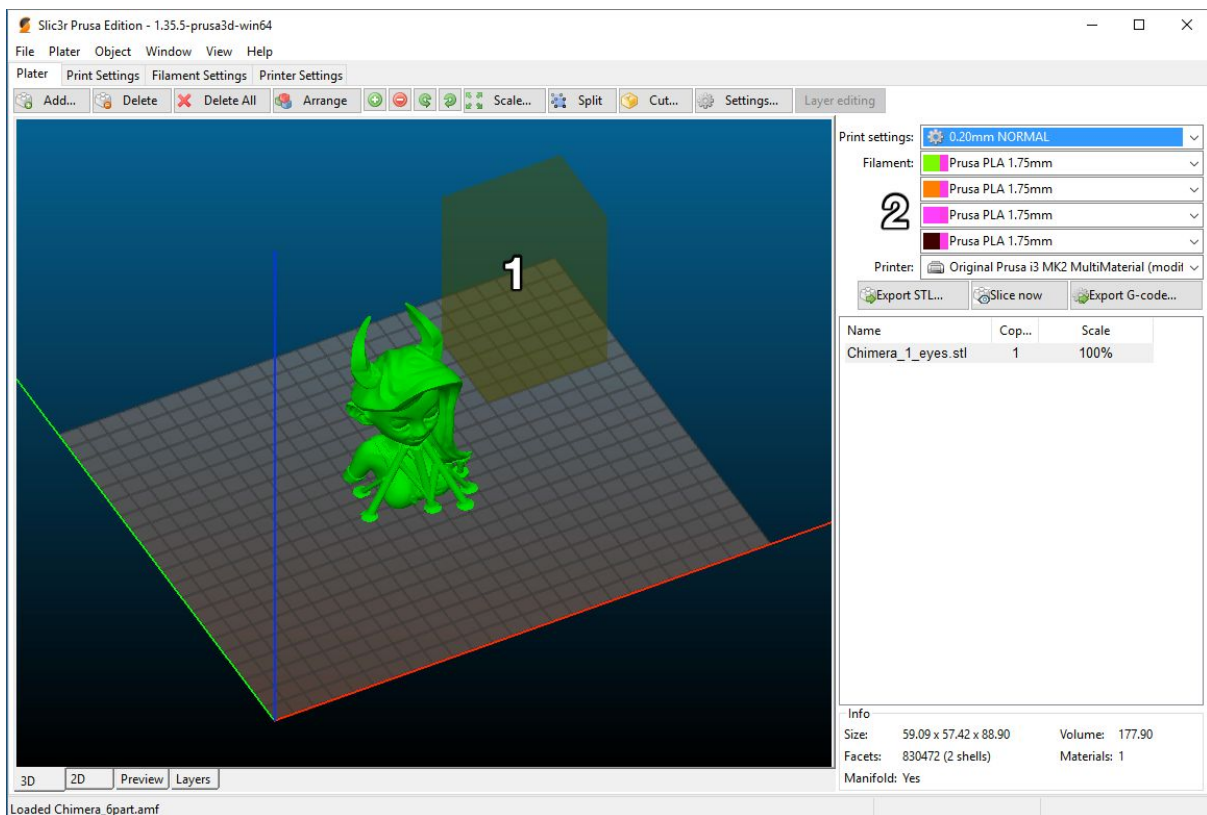 Slic3r Prusa Edition - 1.35.5-prusa3d-win64
File Plater Object Window View Help
Plater Print Settings Filament Settings Printer Settings
Add... Delete Delete All Arrange Scale... Split Cut... Settings... Layer editing
Print settings: 0.20mm NORMAL
Filament: Prusa PLA 1.75mm
Prusa PLA 1.75mm
2
Prusa PLA 1.75mm
Prusa PLA 1.75mm
Printer: Original Prusa i3 MK2 MultiMaterial (modif
1
Export STL... Slice now Export G-code...
Name Cop... Scale
Chimera_1_eyes.stl 1 100%
Info
Size: 59.09 x 57.42 x 88.90 Volume: 177.90
Facets: 830472 (2 shells) Materials: 1
Manifold: Yes
3D 2D Preview Layers
Loaded Chimera_6part.amf